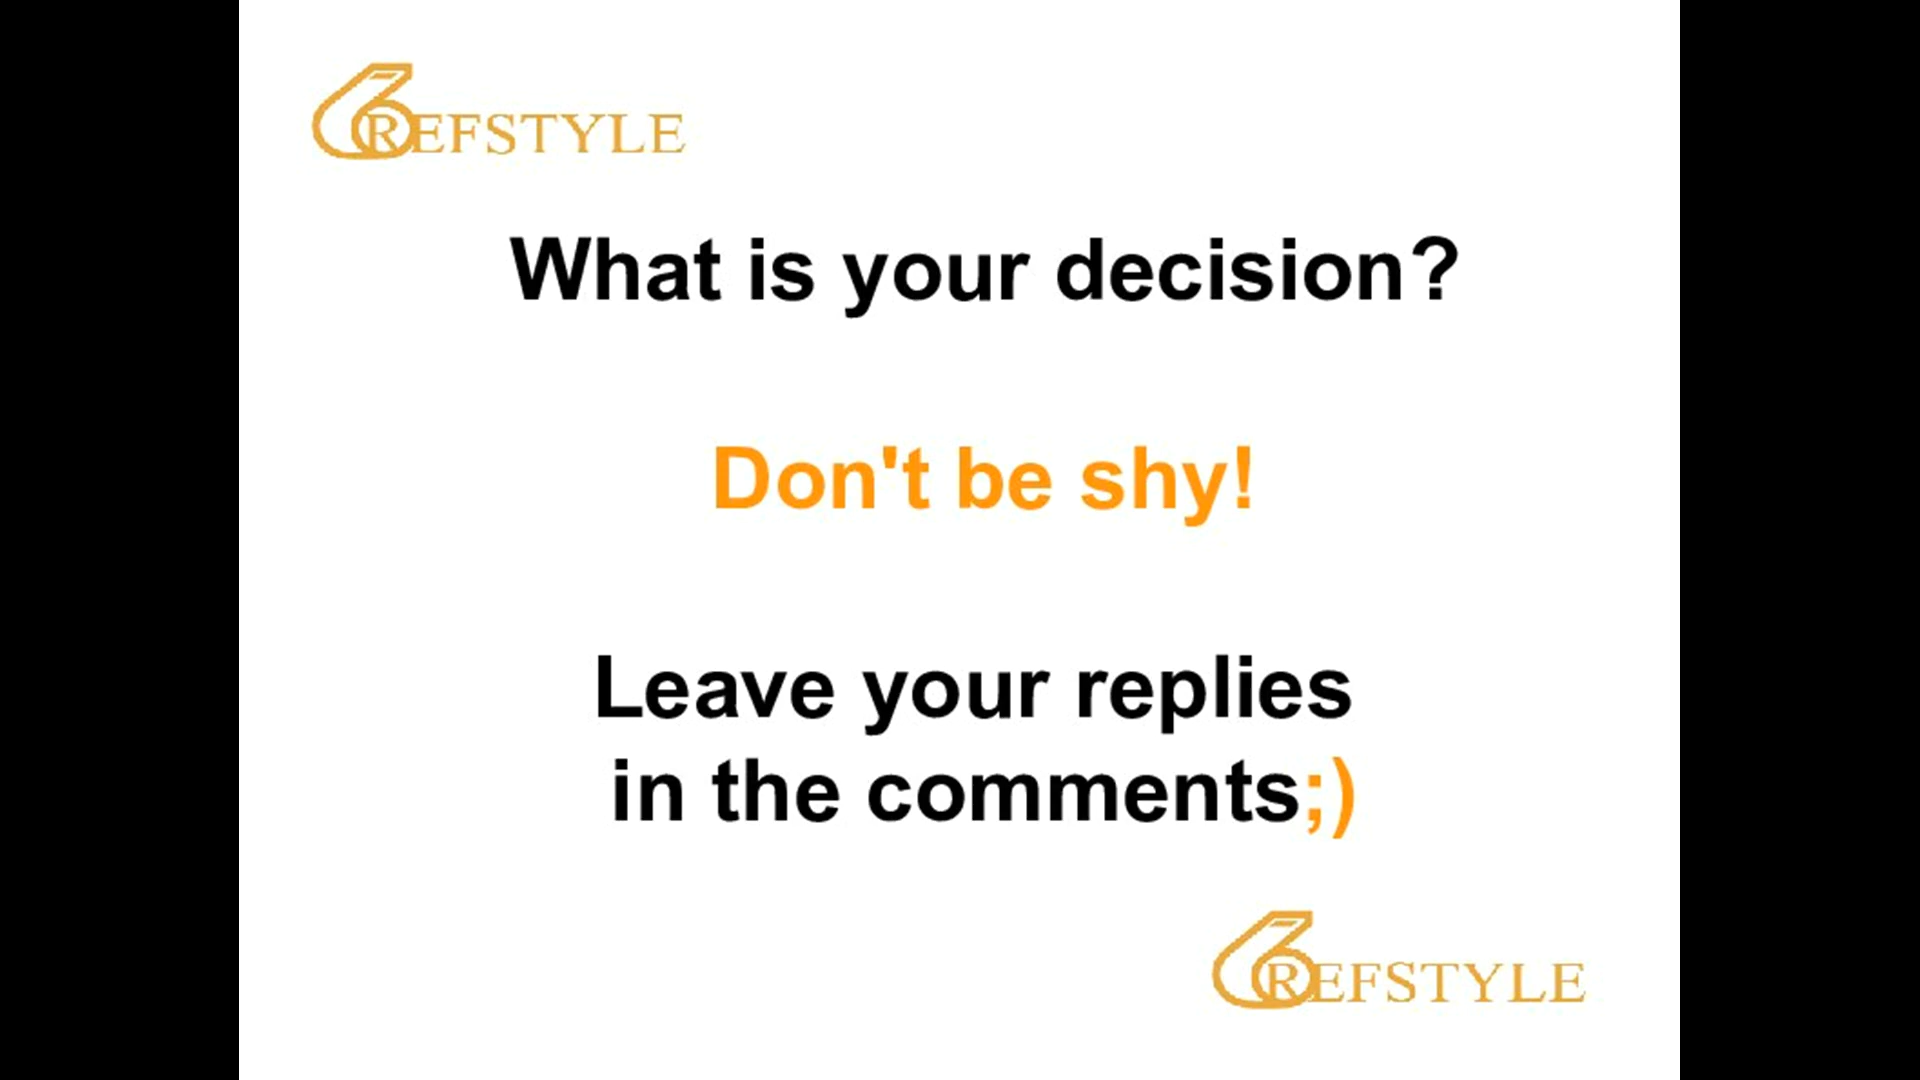 REFSTYLE
What is your decision?
Don't be shy!
Leave your replies
in the comments;)
REFSTYLE